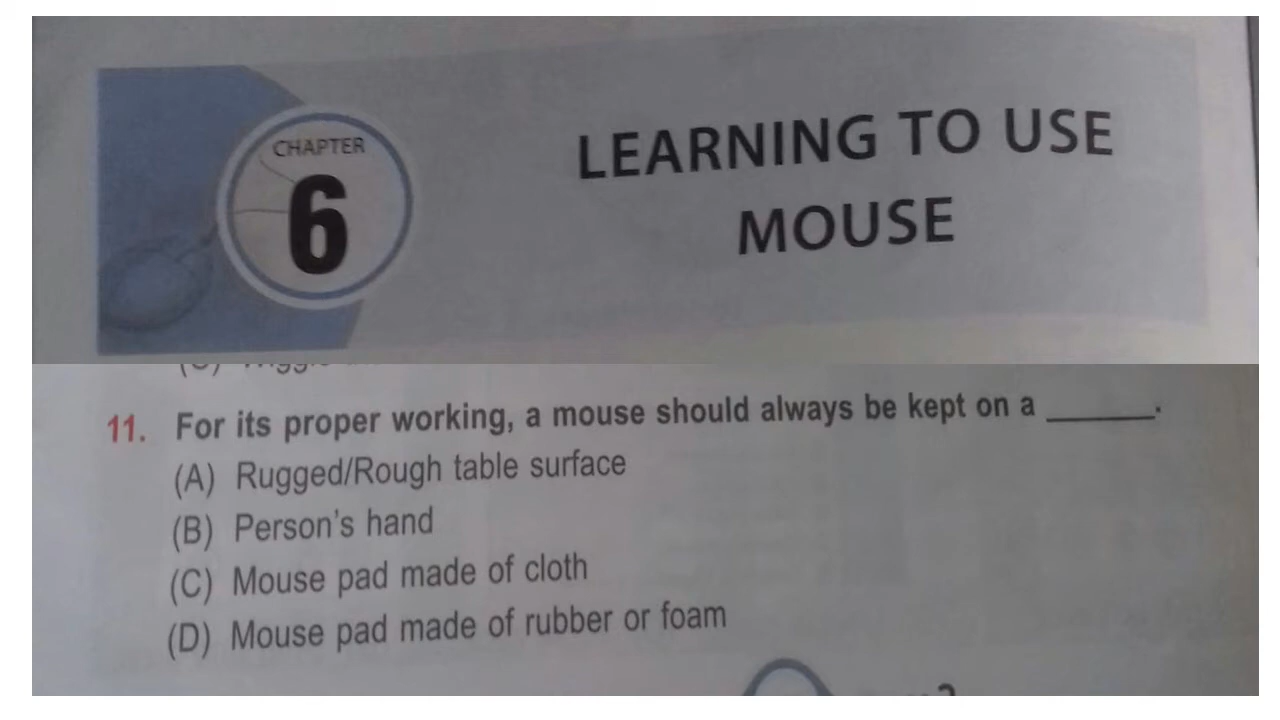 CHAPTER
6
LEARNING TO USE
MOUSE
11. For its proper working, a mouse should always be kept on a ______.
(A) Rugged/Rough table surface
(B) Person's hand
(C) Mouse pad made of cloth
(D) Mouse pad made of rubber or foam